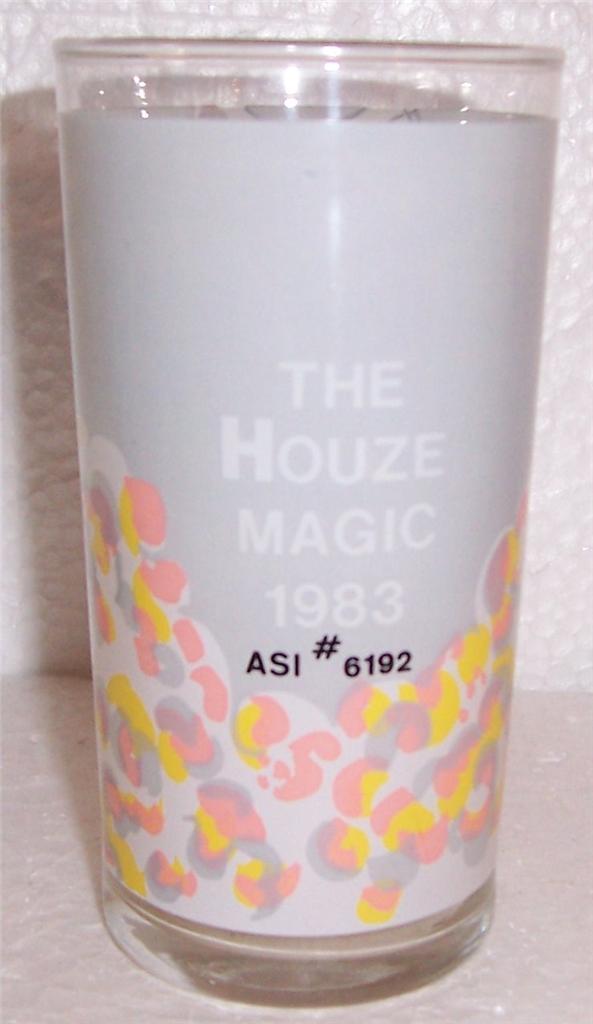 THE
HOUZE
MAGIC
1983
ASI # 6192